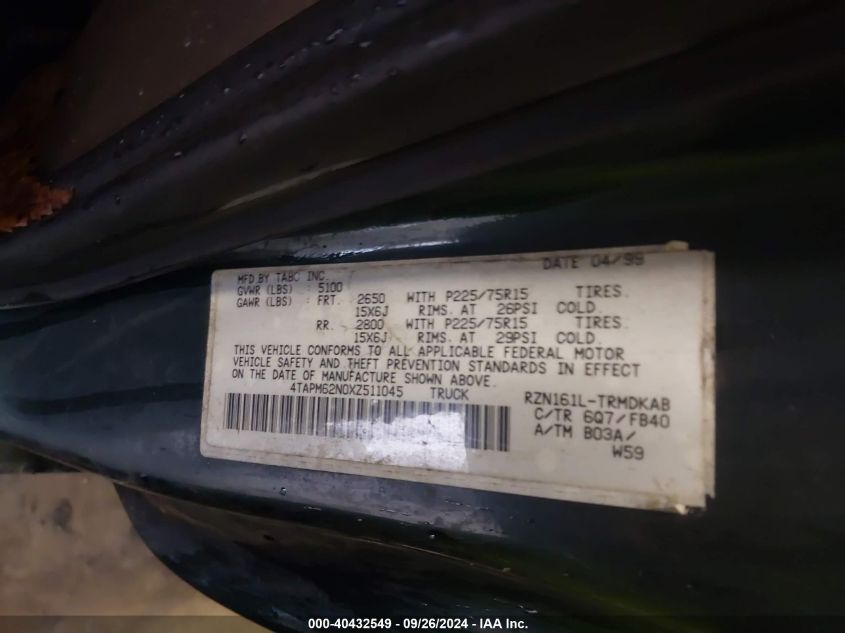 DATE 04/99
MFD BY TABC INC.
GVWR (LBS) : 5100
GAWR (LBS) : FRT. 2650 WITH P225/75R15 TIRES.
15X6J RIMS. AT 26PSI COLD.
RR. 2800 WITH P225/75R15 TIRES.
15X6J RIMS. AT 29PSI COLD.
THIS VEHICLE CONFORMS TO ALL APPLICABLE FEDERAL MOTOR
VEHICLE SAFETY AND THEFT PREVENTION STANDARDS IN EFFECT
ON THE DATE OF MANUFACTURE SHOWN ABOVE.
4TAPM62N0XZ511045 TRUCK RZN161L-TRMDKAB
C/TR 6Q7/FB40
A/TM B03A/
W59
000-40432549 - 09/26/2024 - IAA Inc.